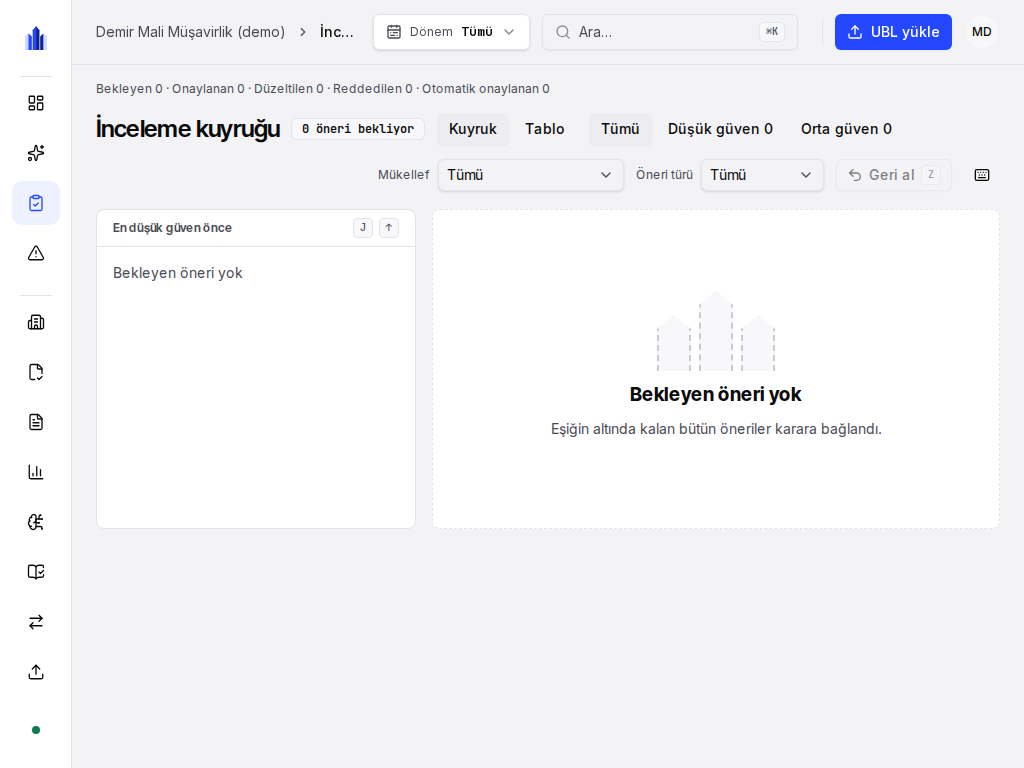 Demir Mali Müşavirlik (demo) > İnc... Dönem Tümü Ara... ⌘K UBL yükle MD
Bekleyen 0 · Onaylanan 0 · Düzeltilen 0 · Reddedilen 0 · Otomatik onaylanan 0
İnceleme kuyruğu 0 öneri bekliyor Kuyruk Tablo Tümü Düşük güven 0 Orta güven 0
Mükellef Tümü Öneri türü Tümü Geri al Z
En düşük güven önce J ↑
Bekleyen öneri yok
Bekleyen öneri yok
Eşiğin altında kalan bütün öneriler karara bağlandı.